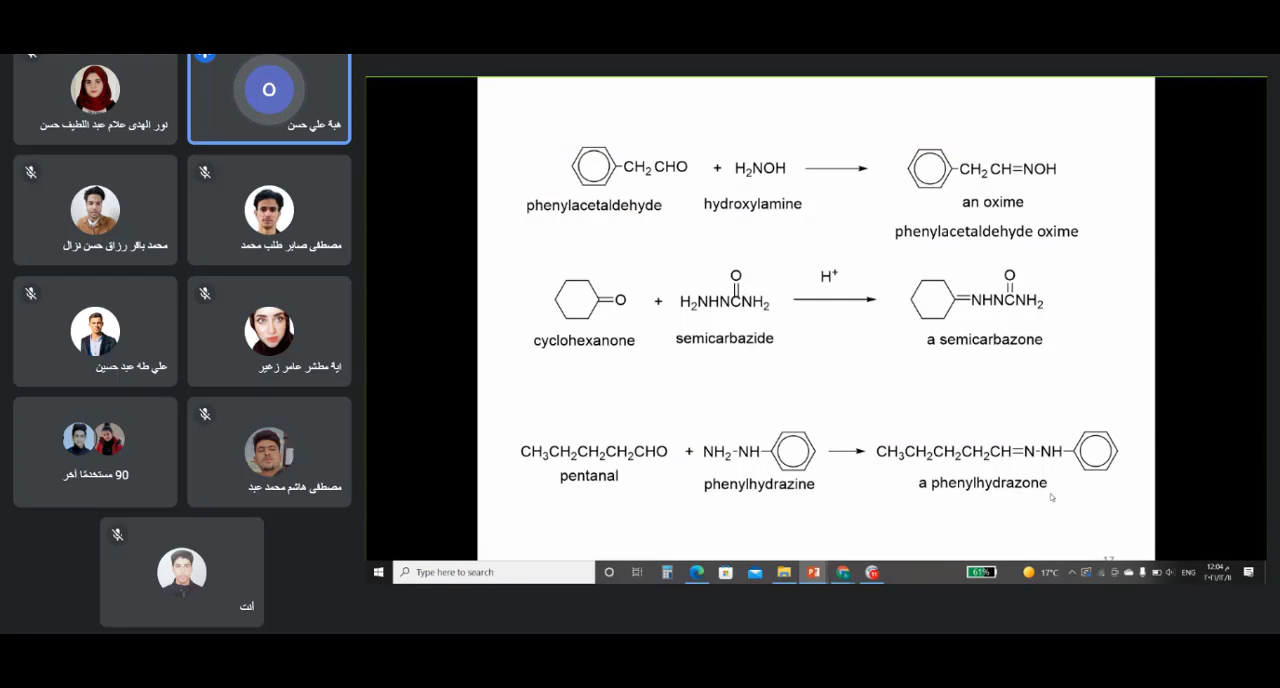 نور الهدى علام عبد اللطيف حسن
O
هبة علي حسن
محمد باقر رزاق حسن نزال
مصطفى صابر طلب محمد
علي طه عبد حسين
اية مطشر عامر زغير
90 مستخدمًا آخر
مصطفى هاشم محمد عبد
أنت
CH₂CHO + H₂NOH CH₂CH=NOH
phenylacetaldehyde hydroxylamine an oxime
phenylacetaldehyde oxime
O H⁺ O
=O + H₂NHNCNH₂ =NHNCNH₂
cyclohexanone semicarbazide a semicarbazone
CH₃CH₂CH₂CH₂CHO + NH₂-NH CH₃CH₂CH₂CH₂CH=N-NH
pentanal phenylhydrazine a phenylhydrazone
17
Type here to search 61% 17°C ENG 12:04 م